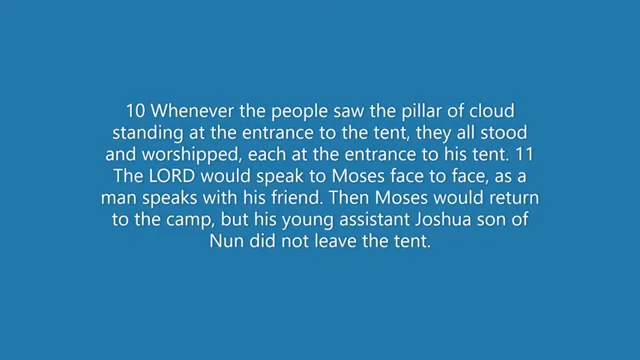 10 Whenever the people saw the pillar of cloud
standing at the entrance to the tent, they all stood
and worshipped, each at the entrance to his tent. 11
The LORD would speak to Moses face to face, as a
man speaks with his friend. Then Moses would return
to the camp, but his young assistant Joshua son of
Nun did not leave the tent.